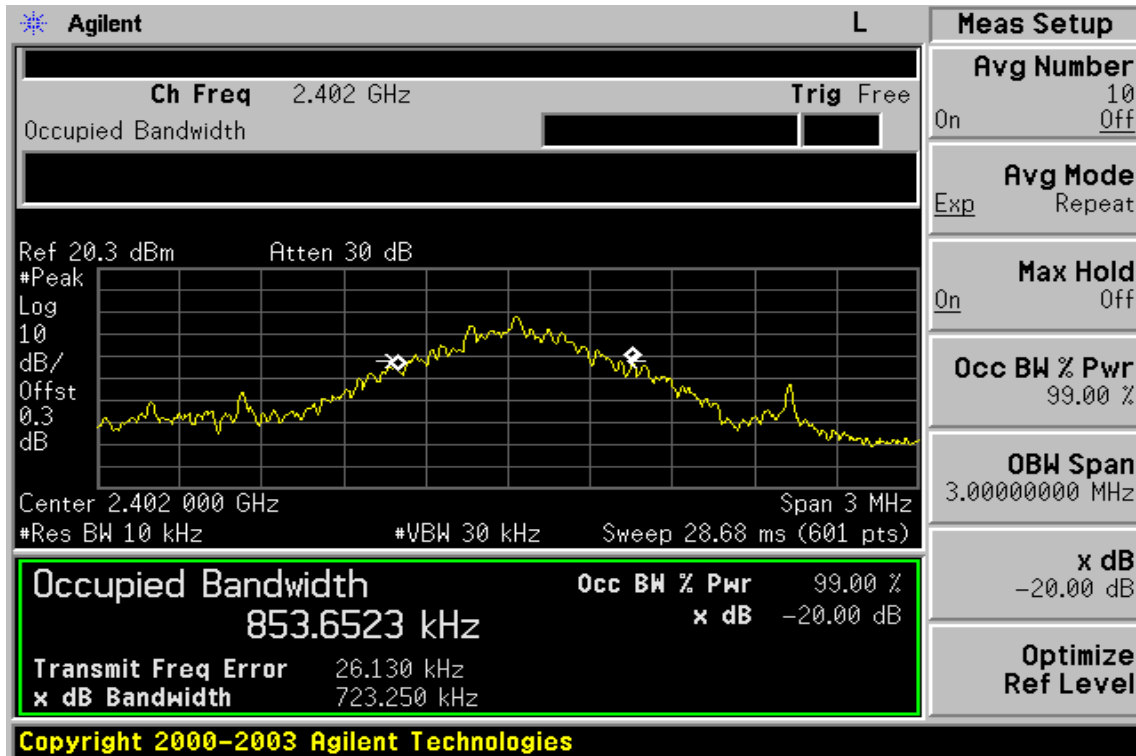 Agilent L
Ch Freq 2.402 GHz Trig Free
Occupied Bandwidth
Ref 20.3 dBm Atten 30 dB
#Peak
Log
10
dB/
Offst
0.3
dB
Center 2.402 000 GHz Span 3 MHz
#Res BW 10 kHz #VBW 30 kHz Sweep 28.68 ms (601 pts)
Occupied Bandwidth
853.6523 kHz
Occ BW % Pwr 99.00 %
x dB -20.00 dB
Transmit Freq Error 26.130 kHz
x dB Bandwidth 723.250 kHz
Copyright 2000-2003 Agilent Technologies
Meas Setup
Avg Number
10
On Off
Avg Mode
Exp Repeat
Max Hold
On Off
Occ BW % Pwr
99.00 %
OBW Span
3.00000000 MHz
x dB
-20.00 dB
Optimize
Ref Level